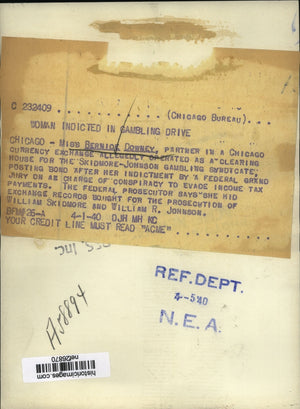 C 232409 . . . . . . . . . . . . . . . (CHICAGO BUREAU) . . .
WOMAN INDICTED IN GAMBLING DRIVE
CHICAGO - MISS BERNICE DOWNEY, PARTNER IN A CHICAGO
CURRENCY EXCHANGE ALLEGEDLY OPERATED AS A CLEARING
HOUSE FOR THE SKIDMORE-JOHNSON GAMBLING SYNDICATE,
POSTING BOND AFTER HER INDICTMENT BY A FEDERAL GRAND
JURY ON THE CHARGE OF CONSPIRACY TO EVADE INCOME TAX
PAYMENTS. THE FEDERAL PROSECUTOR SAYS SHE HID
EXCHANGE RECORDS SOUGHT FOR THE PROSECUTION OF
WILLIAM SKIDMORE AND WILLIAM R. JOHNSON.
4-1-40 DJH MH KC
YOUR CREDIT LINE MUST READ "ACME"
INC.
REF. DEPT.
4-5-40
N. E. A.
A58894
historicimages.com
net26870